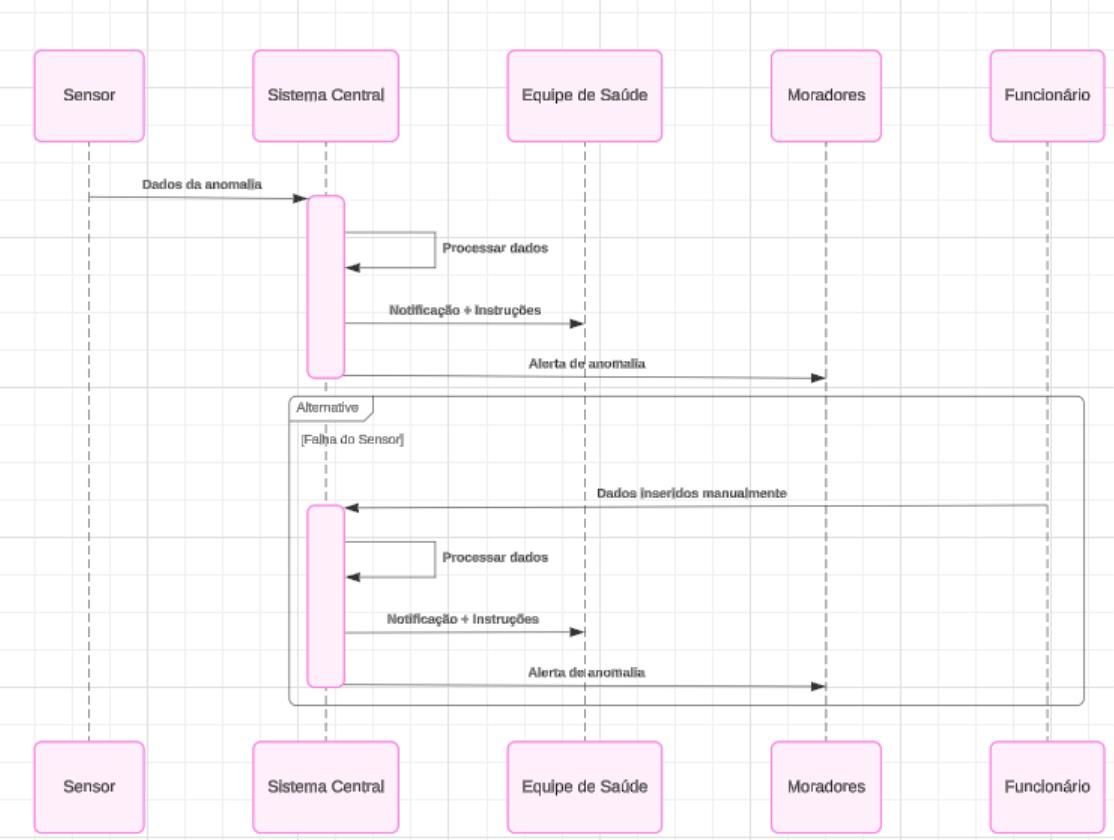 Sensor
Sistema Central
Equipe de Saúde
Moradores
Funcionário
Dados da anomalia
Processar dados
Notificação + Instruções
Alerta de anomalia
Alternative
[Falha do Sensor]
Dados inseridos manualmente
Processar dados
Notificação + Instruções
Alerta de anomalia
Sensor
Sistema Central
Equipe de Saúde
Moradores
Funcionário